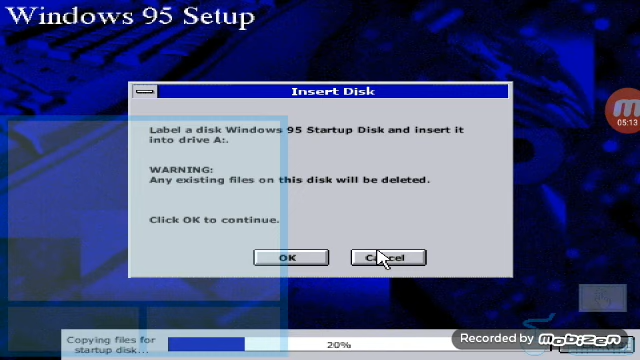 Windows 95 Setup
Insert Disk
Label a disk Windows 95 Startup Disk and insert it
into drive A:.
WARNING:
Any existing files on this disk will be deleted.
Click OK to continue.
OK
Cancel
05:13
Copying files for
startup disk...
20%
Recorded by MOBIZEN